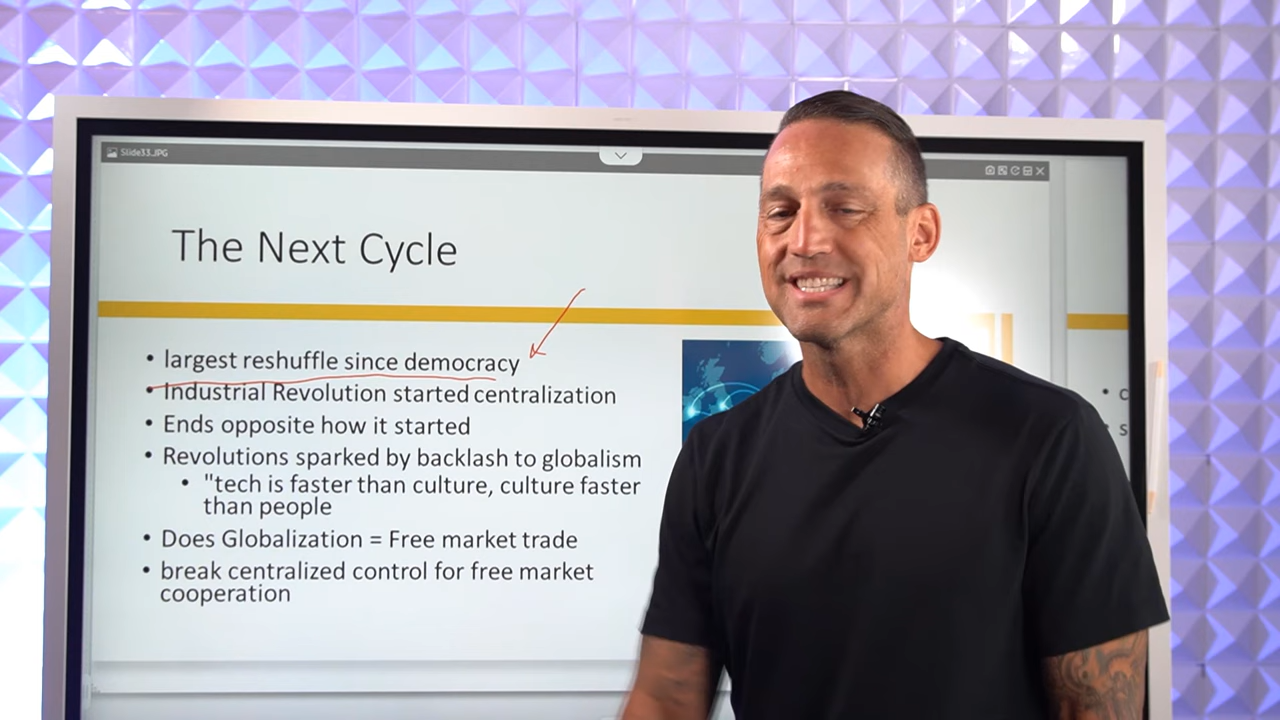 Slide33.JPG
The Next Cycle
• largest reshuffle since democracy
• Industrial Revolution started centralization
• Ends opposite how it started
• Revolutions sparked by backlash to globalism
• "tech is faster than culture, culture faster
than people
• Does Globalization = Free market trade
• break centralized control for free market
cooperation
• c
• s